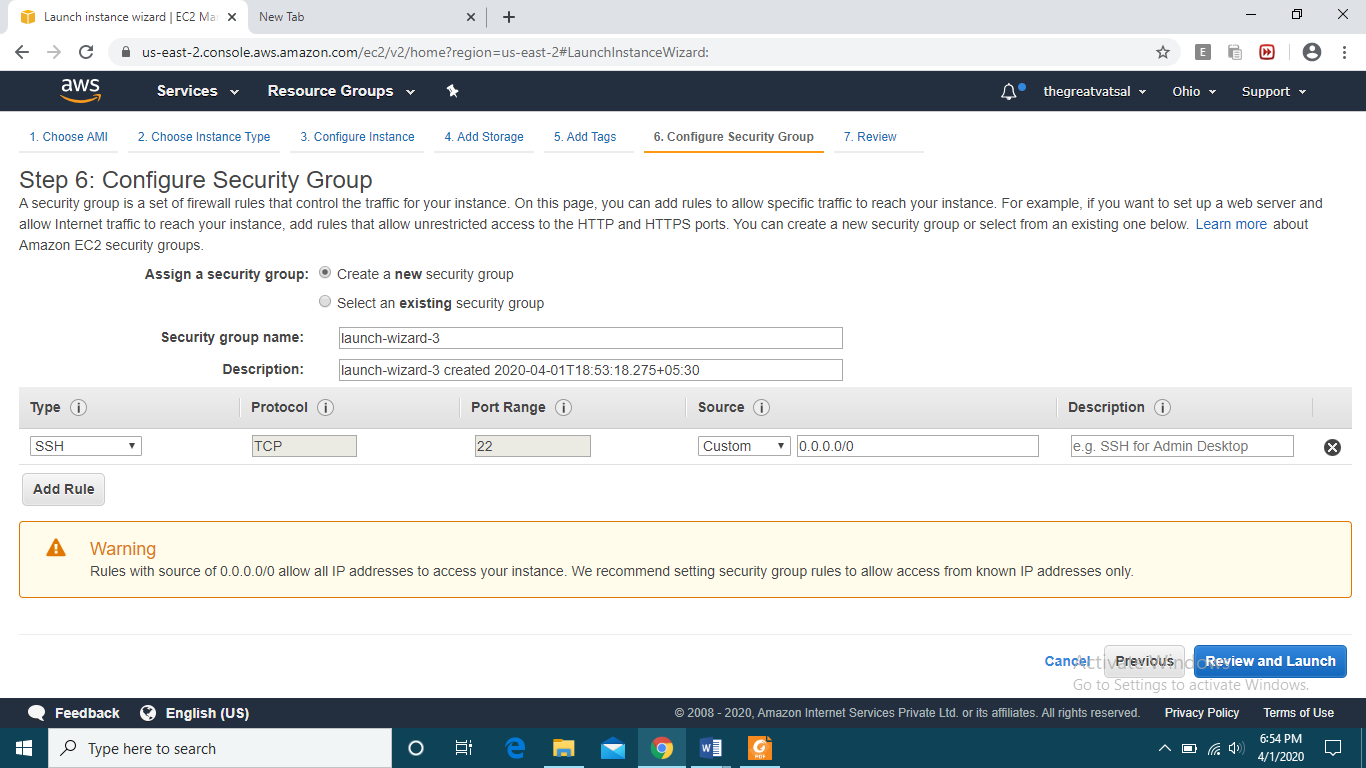 Launch instance wizard | EC2 Ma
New Tab
us-east-2.console.aws.amazon.com/ec2/v2/home?region=us-east-2#LaunchInstanceWizard:
E
aws Services Resource Groups thegreatvatsal Ohio Support
1. Choose AMI 2. Choose Instance Type 3. Configure Instance 4. Add Storage 5. Add Tags 6. Configure Security Group 7. Review
Step 6: Configure Security Group
A security group is a set of firewall rules that control the traffic for your instance. On this page, you can add rules to allow specific traffic to reach your instance. For example, if you want to set up a web server and
allow Internet traffic to reach your instance, add rules that allow unrestricted access to the HTTP and HTTPS ports. You can create a new security group or select from an existing one below. Learn more about
Amazon EC2 security groups.
Assign a security group: Create a new security group
Select an existing security group
Security group name: launch-wizard-3
Description: launch-wizard-3 created 2020-04-01T18:53:18.275+05:30
Type i Protocol i Port Range i Source i Description i
SSH TCP 22 Custom 0.0.0.0/0 e.g. SSH for Admin Desktop
Add Rule
Warning
Rules with source of 0.0.0.0/0 allow all IP addresses to access your instance. We recommend setting security group rules to allow access from known IP addresses only.
Cancel Previous Review and Launch
Activate Windows
Go to Settings to activate Windows.
Feedback English (US) © 2008 - 2020, Amazon Internet Services Private Ltd. or its affiliates. All rights reserved. Privacy Policy Terms of Use
Type here to search
6:54 PM
4/1/2020